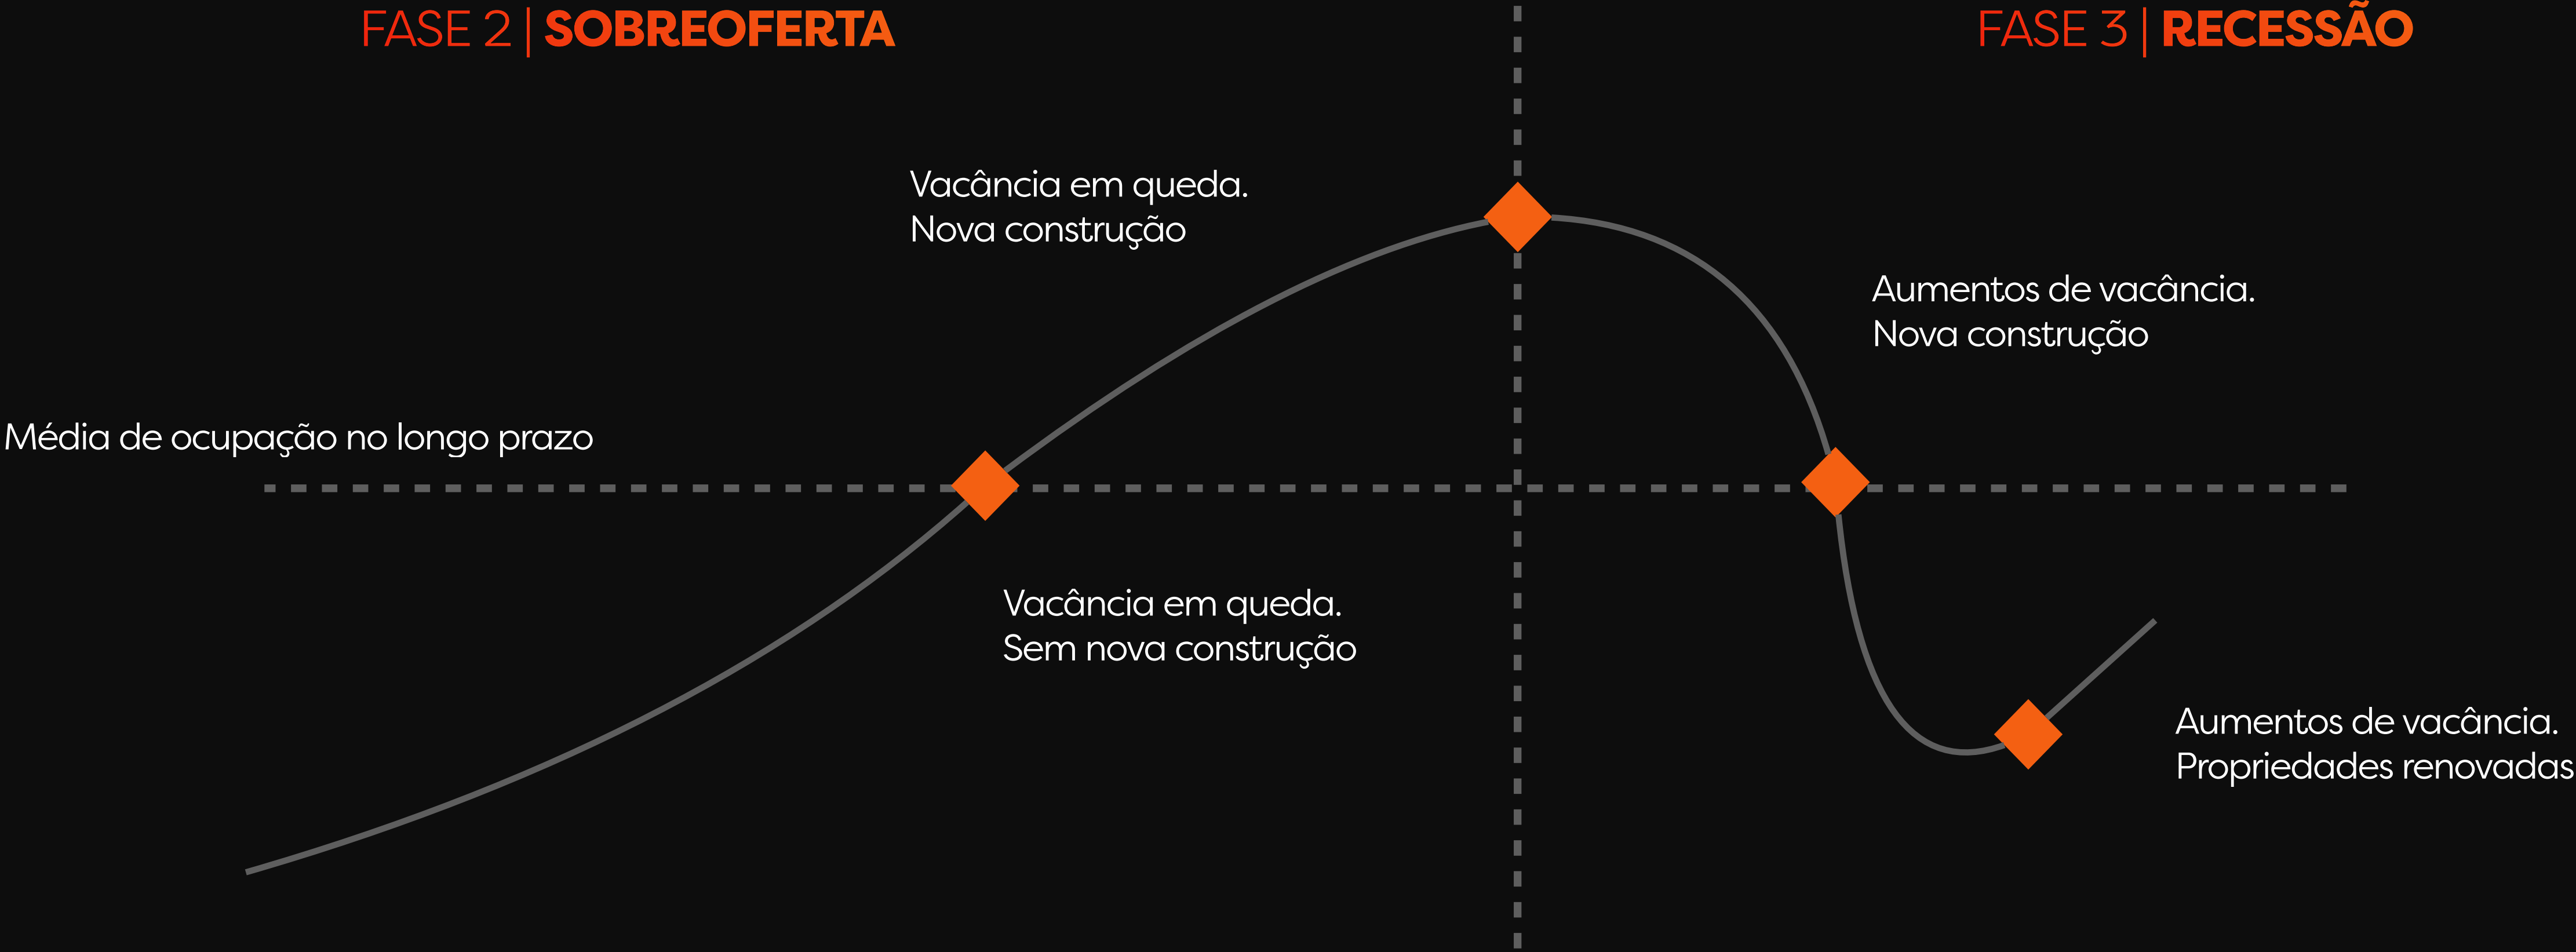 FASE 2 | SOBREOFERTA
FASE 3 | RECESSÃO
Vacância em queda.
Nova construção
Aumentos de vacância.
Nova construção
Média de ocupação no longo prazo
Vacância em queda.
Sem nova construção
Aumentos de vacância.
Propriedades renovadas